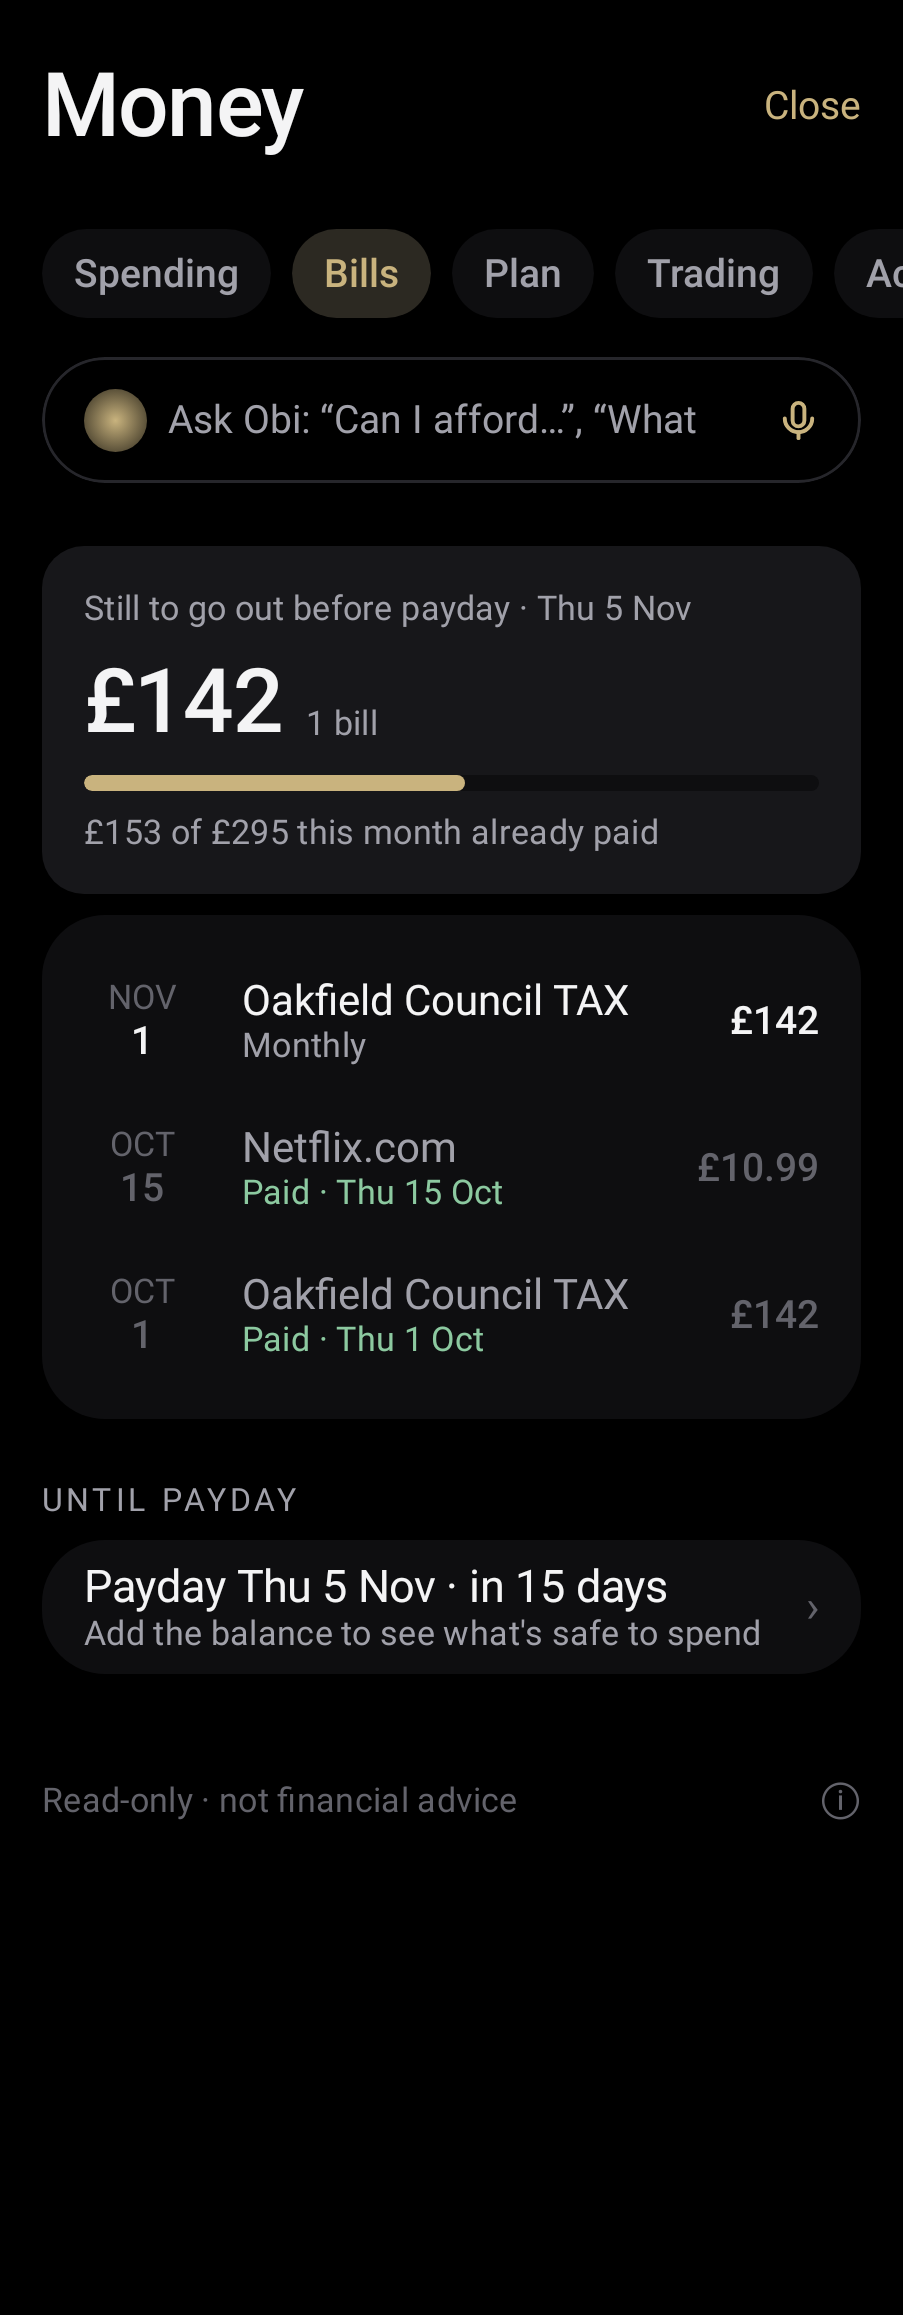 Money
Close
Spending
Bills
Plan
Trading
Ask Obi: “Can I afford…”, “What
Still to go out before payday · Thu 5 Nov
£142 1 bill
£153 of £295 this month already paid
NOV
1
Oakfield Council TAX
Monthly
£142
OCT
15
Netflix.com
Paid · Thu 15 Oct
£10.99
OCT
1
Oakfield Council TAX
Paid · Thu 1 Oct
£142
UNTIL PAYDAY
Payday Thu 5 Nov · in 15 days
Add the balance to see what's safe to spend
Read-only · not financial advice